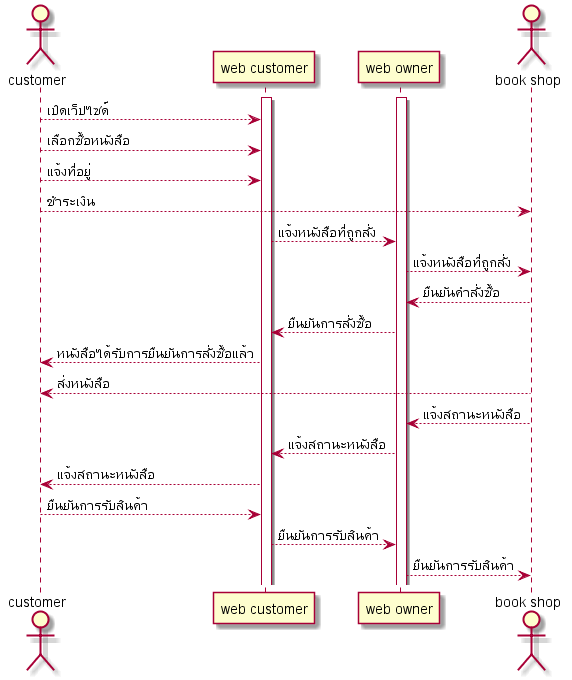 customer
web customer
web owner
book shop
เปิดเว็ปไซด์
เลือกซื้อหนังสือ
แจ้งที่อยู่
ชำระเงิน
แจ้งหนังสือที่ถูกสั่ง
แจ้งหนังสือที่ถูกสั่ง
ยืนยันคำสั่งซื้อ
ยืนยันการสั่งซื้อ
หนังสือได้รับการยืนยันการสั่งซื้อแล้ว
ส่งหนังสือ
แจ้งสถานะหนังสือ
แจ้งสถานะหนังสือ
แจ้งสถานะหนังสือ
ยืนยันการรับสินค้า
ยืนยันการรับสินค้า
ยืนยันการรับสินค้า
customer
web customer
web owner
book shop